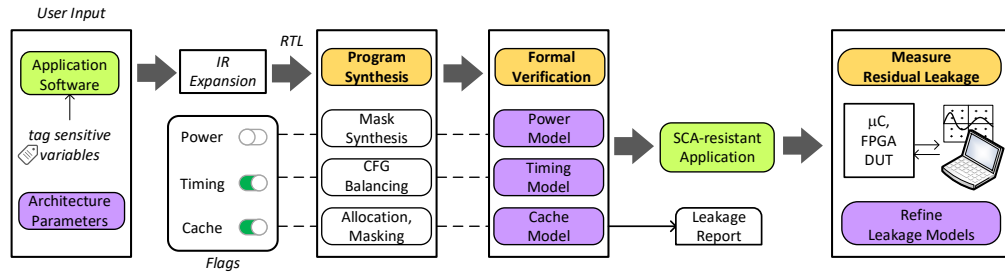 User Input
Application
Software
tag sensitive
variables
Architecture
Parameters
IR
Expansion
RTL
Power
Timing
Cache
Flags
Program
Synthesis
Mask
Synthesis
CFG
Balancing
Allocation,
Masking
Formal
Verification
Power
Model
Timing
Model
Cache
Model
SCA-resistant
Application
Leakage
Report
Measure
Residual Leakage
µC,
FPGA
DUT
Refine
Leakage Models